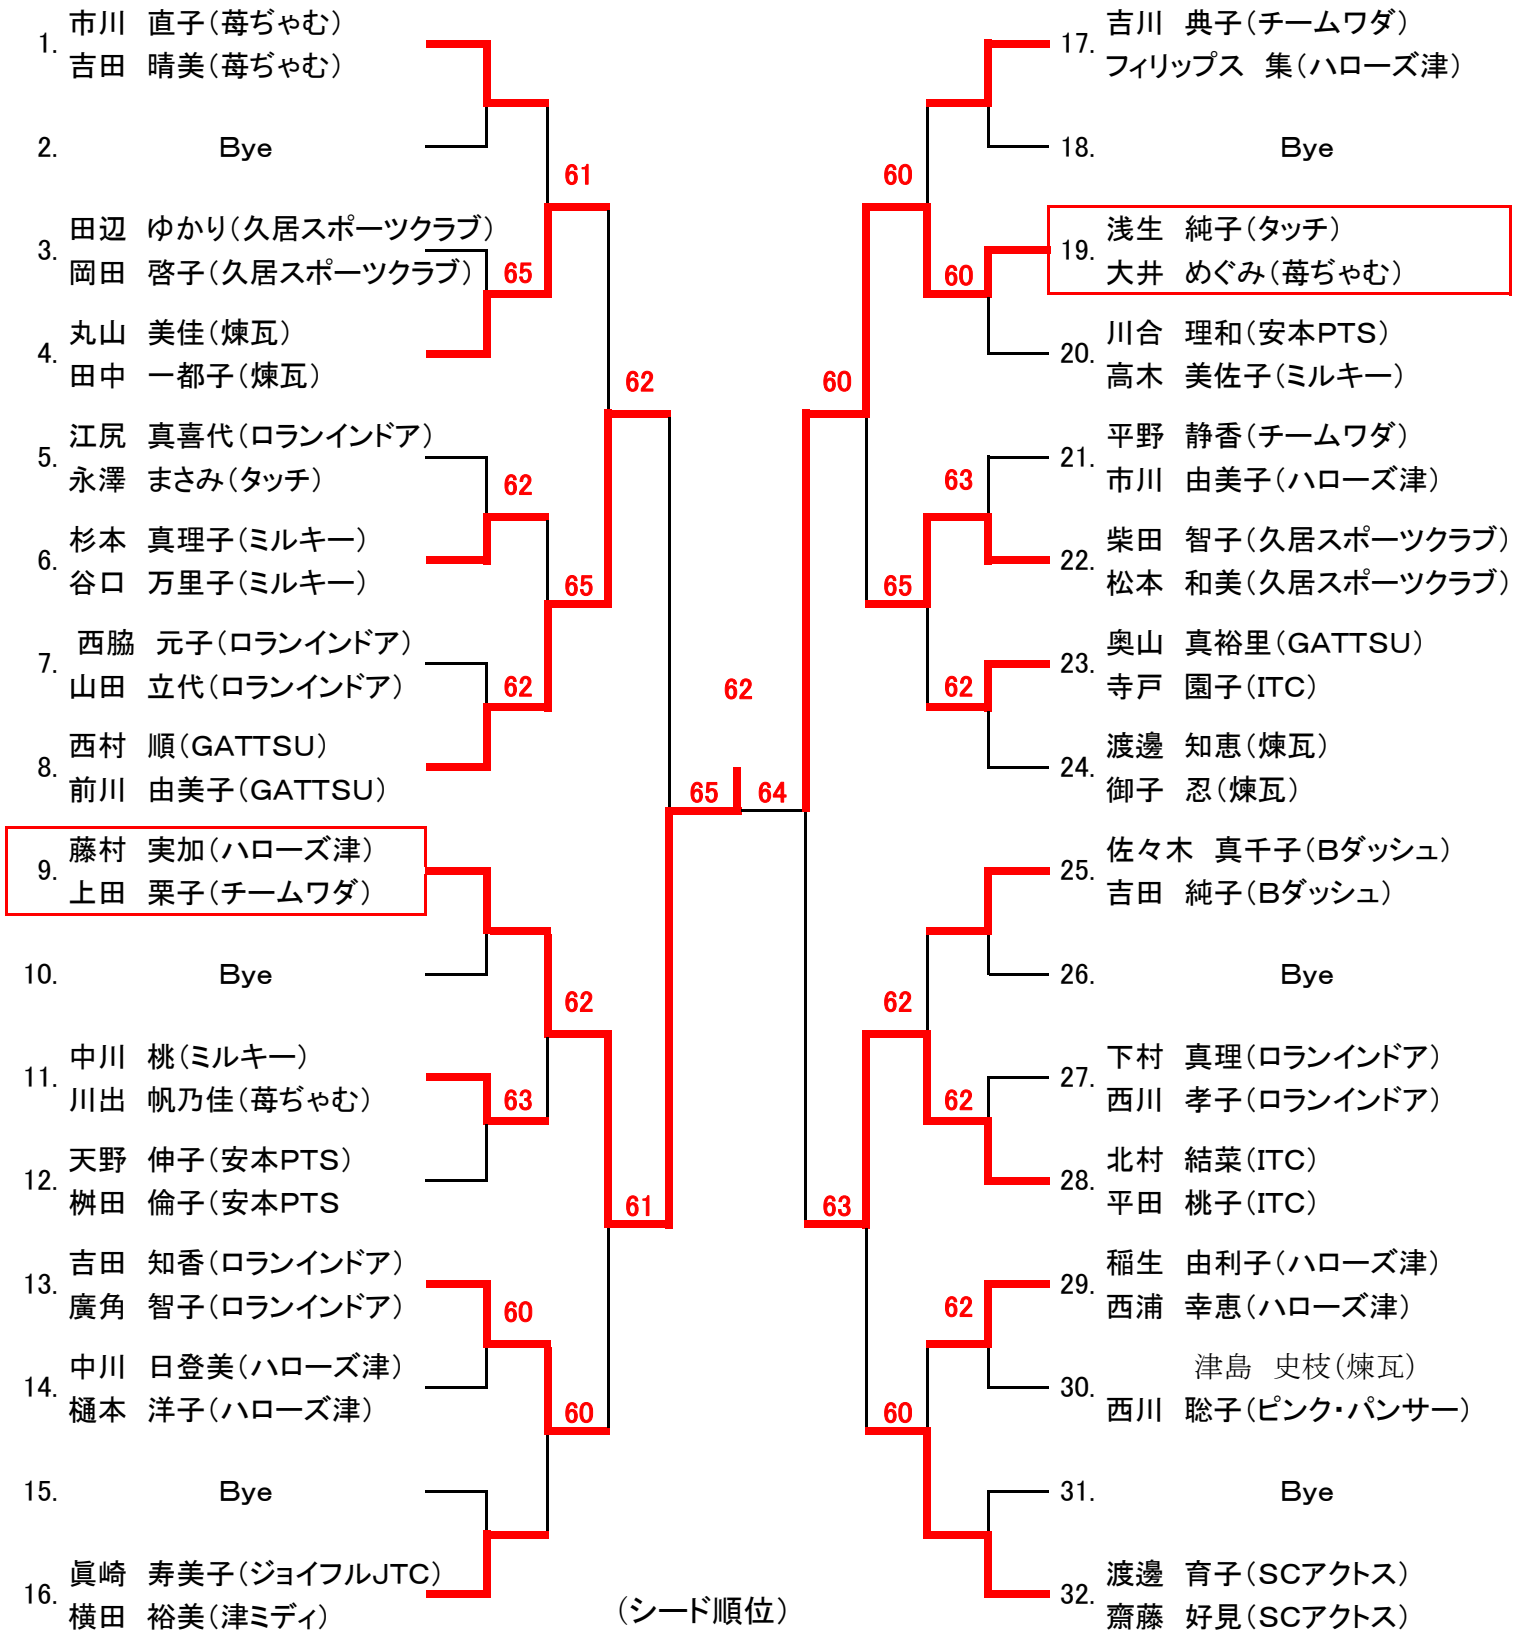 1. 市川 直子(苺ぢゃむ)
吉田 晴美(苺ぢゃむ)
2. Bye
61
3. 田辺 ゆかり(久居スポーツクラブ)
岡田 啓子(久居スポーツクラブ)
65
4. 丸山 美佳(煉瓦)
田中 一都子(煉瓦)
62
5. 江尻 真喜代(ロランインドア)
永澤 まさみ(タッチ)
62
6. 杉本 真理子(ミルキー)
谷口 万里子(ミルキー)
65
7. 西脇 元子(ロランインドア)
山田 立代(ロランインドア)
62
8. 西村 順(GATTSU)
前川 由美子(GATTSU)
65
9. 藤村 実加(ハローズ津)
上田 栗子(チームワダ)
10. Bye
62
11. 中川 桃(ミルキー)
川出 帆乃佳(苺ぢゃむ)
63
12. 天野 伸子(安本PTS)
桝田 倫子(安本PTS
61
13. 吉田 知香(ロランインドア)
廣角 智子(ロランインドア)
60
14. 中川 日登美(ハローズ津)
樋本 洋子(ハローズ津)
60
15. Bye
16. 眞崎 寿美子(ジョイフルJTC)
横田 裕美(津ミディ)
62
(シード順位)
17. 吉川 典子(チームワダ)
フィリップス 集(ハローズ津)
18. Bye
60
19. 浅生 純子(タッチ)
大井 めぐみ(苺ぢゃむ)
60
20. 川合 理和(安本PTS)
高木 美佐子(ミルキー)
60
21. 平野 静香(チームワダ)
市川 由美子(ハローズ津)
63
22. 柴田 智子(久居スポーツクラブ)
松本 和美(久居スポーツクラブ)
65
23. 奥山 真裕里(GATTSU)
寺戸 園子(ITC)
62
24. 渡邊 知恵(煉瓦)
御子 忍(煉瓦)
64
25. 佐々木 真千子(Bダッシュ)
吉田 純子(Bダッシュ)
26. Bye
62
27. 下村 真理(ロランインドア)
西川 孝子(ロランインドア)
62
28. 北村 結菜(ITC)
平田 桃子(ITC)
63
29. 稲生 由利子(ハローズ津)
西浦 幸恵(ハローズ津)
62
30. 津島 史枝(煉瓦)
西川 聡子(ピンク・パンサー)
60
31. Bye
32. 渡邊 育子(SCアクトス)
齋藤 好見(SCアクトス)